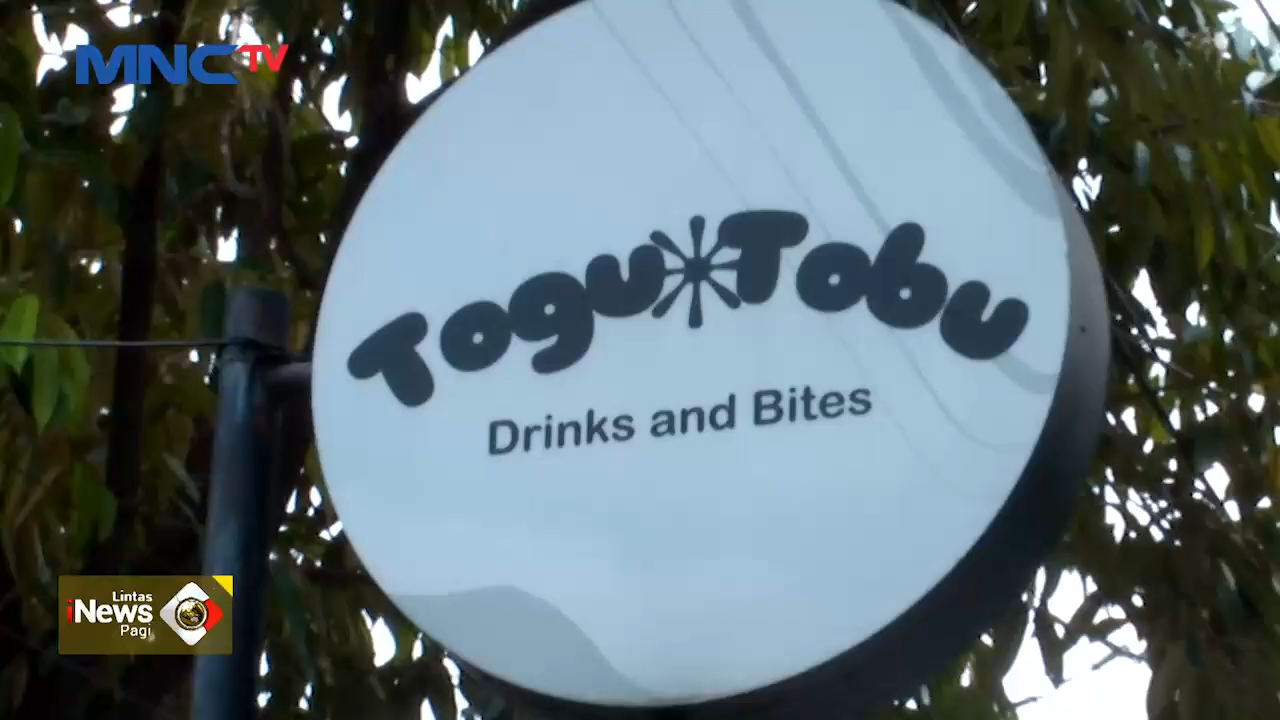 MNCTV
Togu Tobu
Drinks and Bites
Lintas
iNews
Pagi